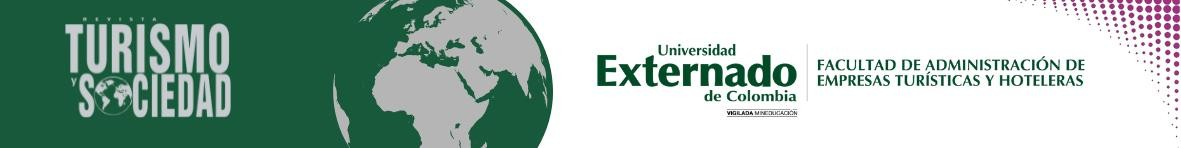 REVISTA
TURISMO
Y SOCIEDAD
Universidad
Externado
de Colombia
VIGILADA MINEDUCACIÓN
FACULTAD DE ADMINISTRACIÓN DE
EMPRESAS TURÍSTICAS Y HOTELERAS